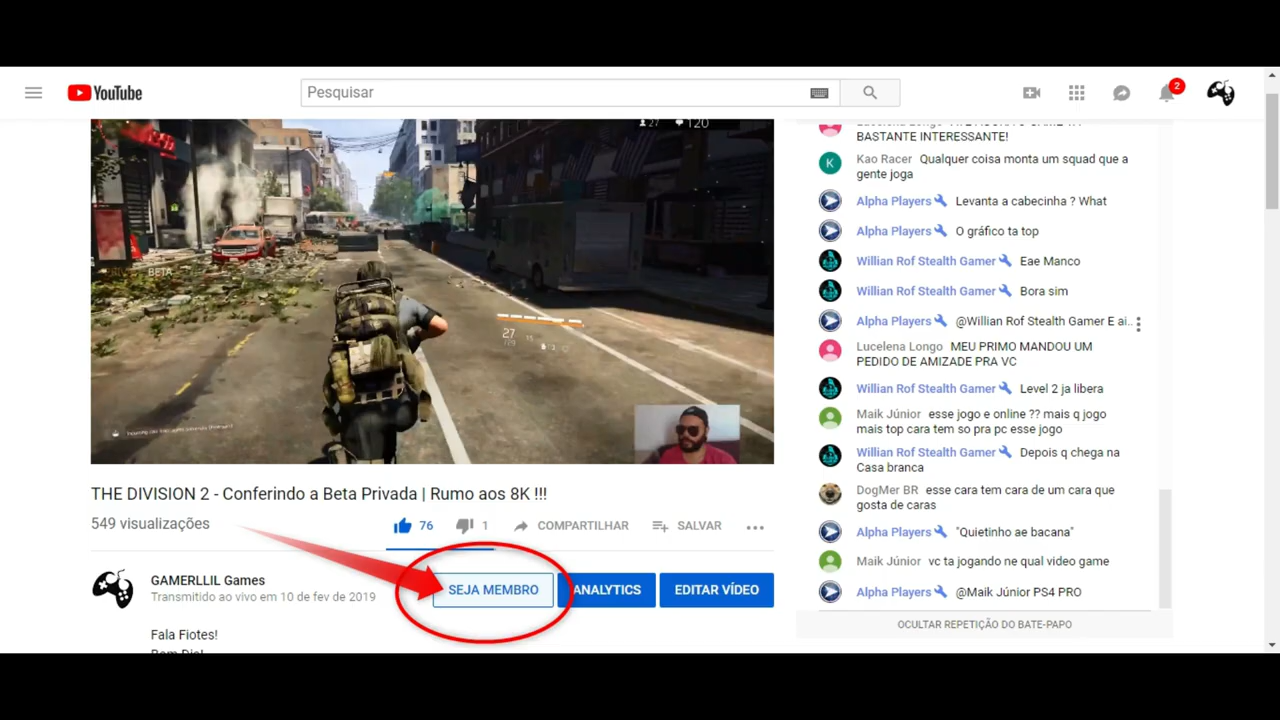 YouTube
Pesquisar
2
27
120
BETA
27
BASTANTE INTERESSANTE!
K
Kao Racer Qualquer coisa monta um squad que a
gente joga
Alpha Players Levanta a cabecinha ? What
Alpha Players O gráfico ta top
Willian Rof Stealth Gamer Eae Manco
Willian Rof Stealth Gamer Bora sim
Alpha Players @Willian Rof Stealth Gamer E ai..
Lucelena Longo MEU PRIMO MANDOU UM
PEDIDO DE AMIZADE PRA VC
Willian Rof Stealth Gamer Level 2 ja libera
Maik Júnior esse jogo e online ?? mais q jogo
mais top cara tem so pra pc esse jogo
Willian Rof Stealth Gamer Depois q chega na
Casa branca
DogMer BR esse cara tem cara de um cara que
gosta de caras
Alpha Players "Quietinho ae bacana"
Maik Júnior vc ta jogando ne qual video game
Alpha Players @Maik Júnior PS4 PRO
OCULTAR REPETIÇÃO DO BATE-PAPO
THE DIVISION 2 - Conferindo a Beta Privada | Rumo aos 8K !!!
549 visualizações
76
1
COMPARTILHAR
SALVAR
GAMERLLIL Games
Transmitido ao vivo em 10 de fev de 2019
SEJA MEMBRO
ANALYTICS
EDITAR VÍDEO
Fala Fiotes!